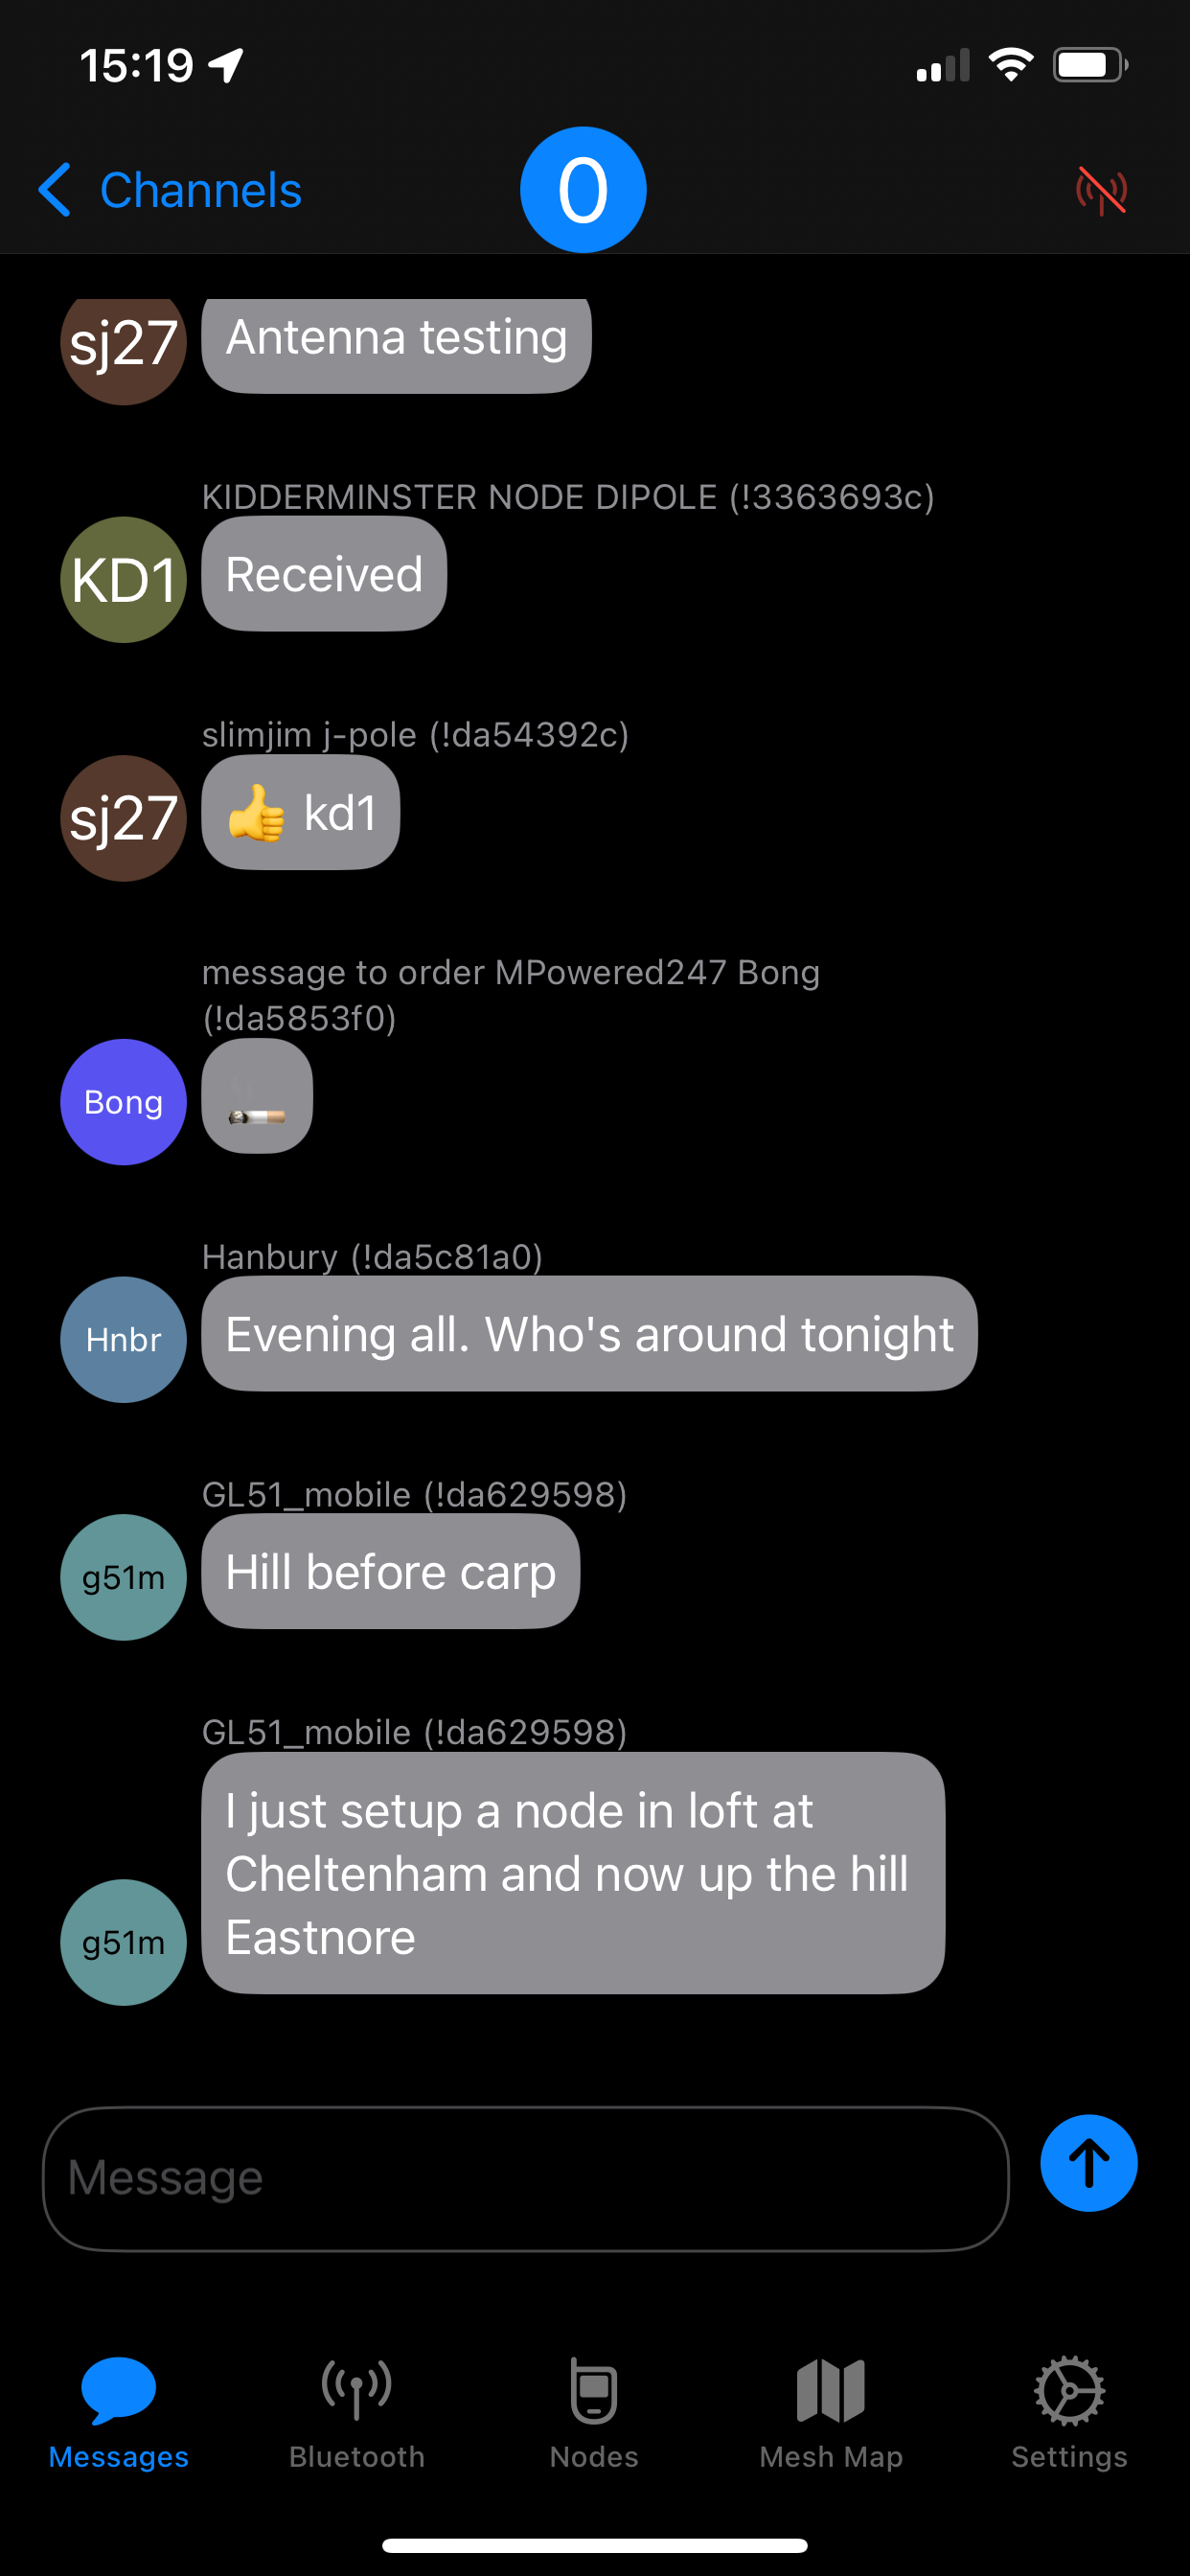 15:19
Channels
0
sj27
Antenna testing
KIDDERMINSTER NODE DIPOLE (!3363693c)
KD1
Received
slimjim j-pole (!da54392c)
sj27
👍 kd1
message to order MPowered247 Bong
(!da5853f0)
Bong
🚬
Hanbury (!da5c81a0)
Hnbr
Evening all. Who's around tonight
GL51_mobile (!da629598)
g51m
Hill before carp
GL51_mobile (!da629598)
I just setup a node in loft at
Cheltenham and now up the hill
Eastnore
g51m
Message
Messages
Bluetooth
Nodes
Mesh Map
Settings